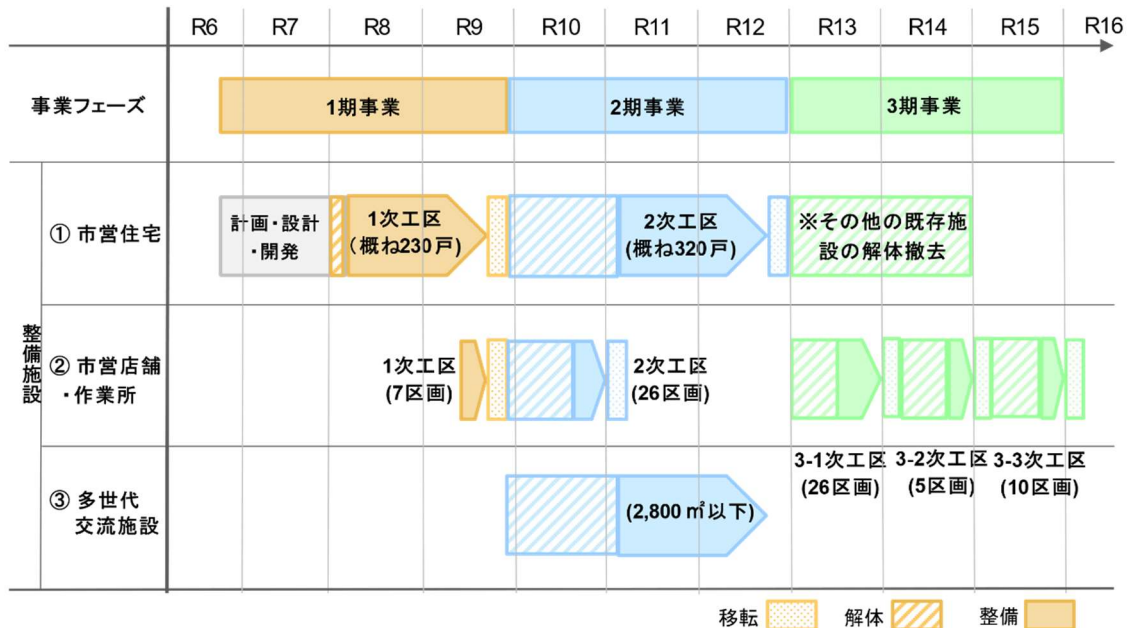 R6 R7 R8 R9 R10 R11 R12 R13 R14 R15 R16
事業フェーズ
1期事業
2期事業
3期事業
整備施設
① 市営住宅
計画・設計
・開発
1次工区
(概ね230戸)
2次工区
(概ね320戸)
※その他の既存施
設の解体撤去
② 市営店舗
・作業所
1次工区
(7区画)
2次工区
(26区画)
3-1次工区
(26区画)
3-2次工区
(5区画)
3-3次工区
(10区画)
③ 多世代
交流施設
(2,800㎡以下)
移転 解体 整備